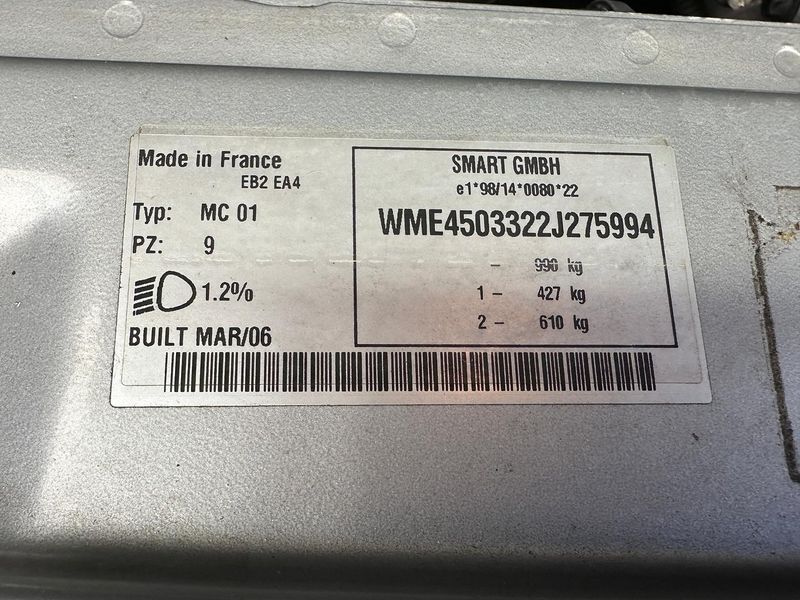 Made in France
EB2 EA4
Typ: MC 01
PZ: 9
1.2%
BUILT MAR/06
SMART GMBH
e1*98/14*0080*22
WME4503322J275994
- 990 kg
1 - 427 kg
2 - 610 kg